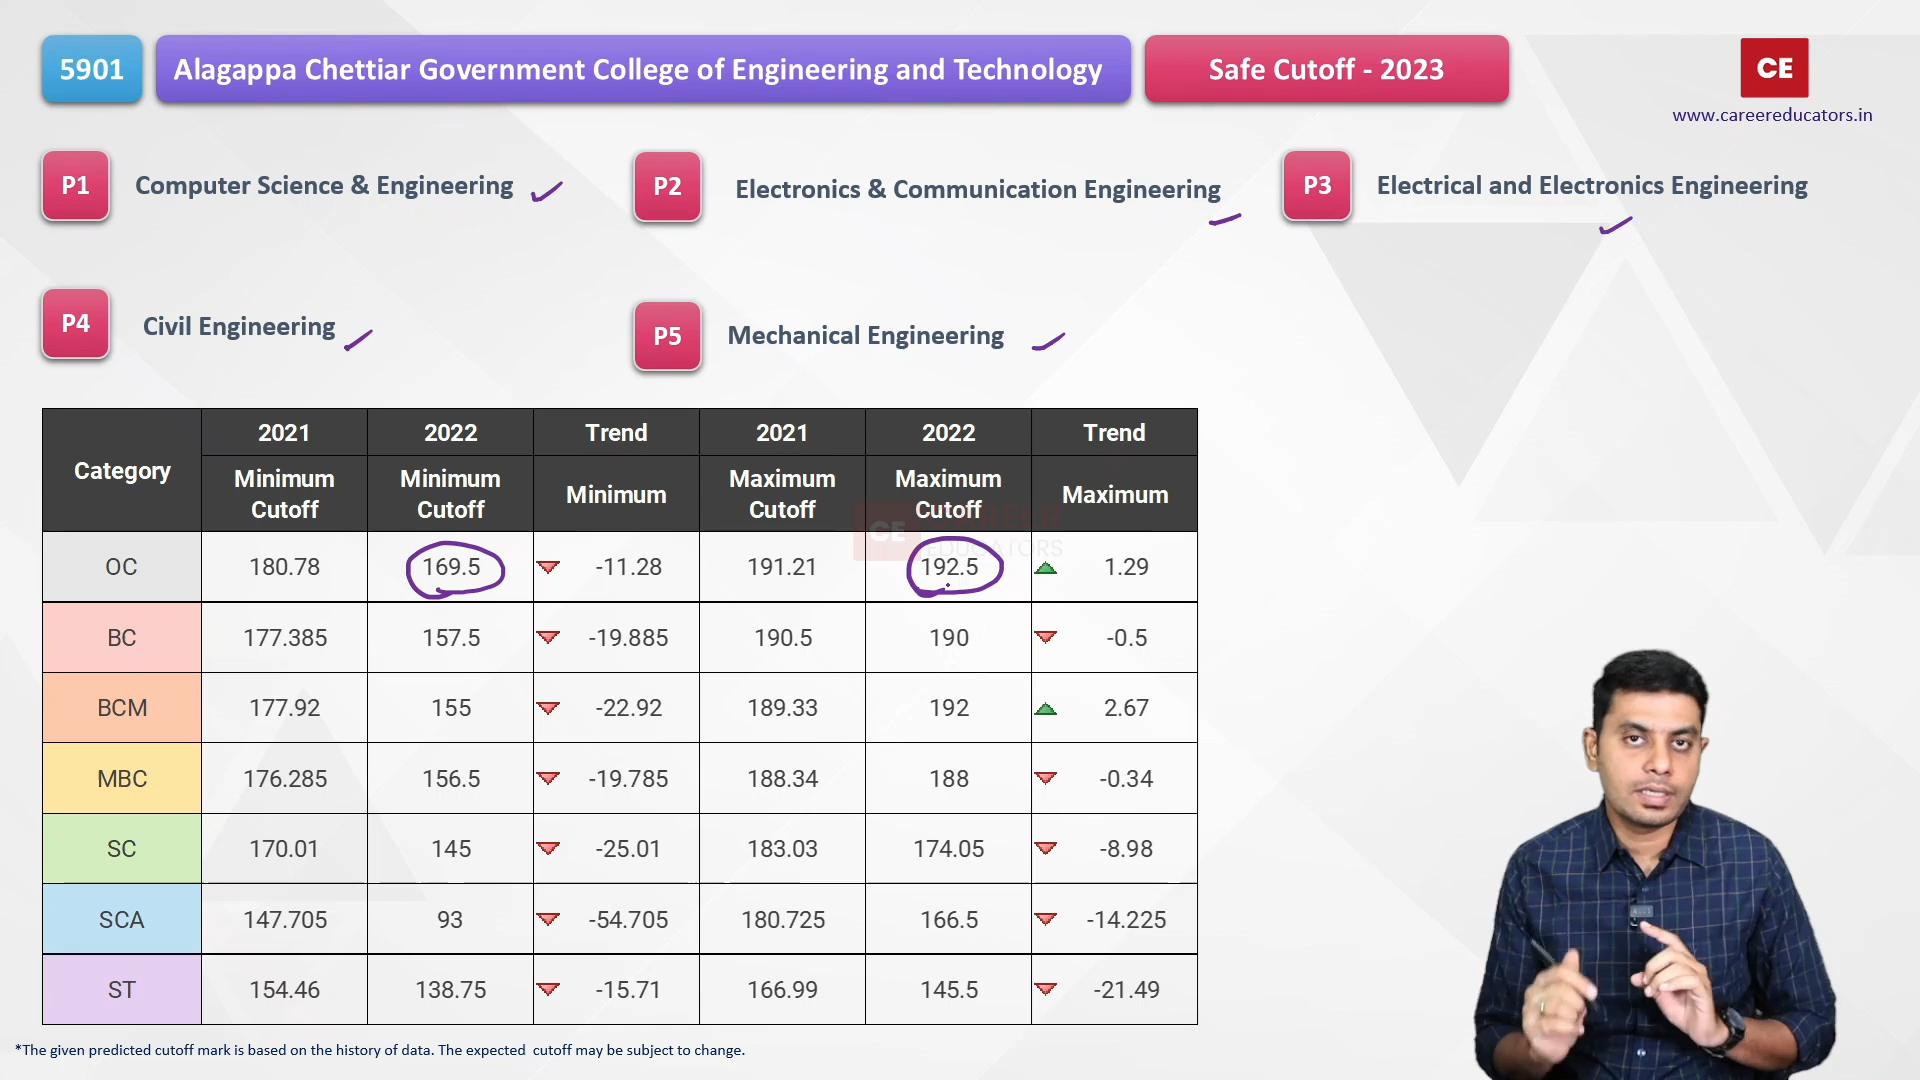 5901
Alagappa Chettiar Government College of Engineering and Technology
Safe Cutoff - 2023
CE
www.careereducators.in
P1 Computer Science & Engineering
P2 Electronics & Communication Engineering
P3 Electrical and Electronics Engineering
P4 Civil Engineering
P5 Mechanical Engineering
Category 2021 2022 Trend 2021 2022 Trend
Minimum Cutoff Minimum Cutoff Minimum Maximum Cutoff Maximum Cutoff Maximum
CE EDUCATORS
OC 180.78 169.5 -11.28 191.21 192.5 1.29
BC 177.385 157.5 -19.885 190.5 190 -0.5
BCM 177.92 155 -22.92 189.33 192 2.67
MBC 176.285 156.5 -19.785 188.34 188 -0.34
SC 170.01 145 -25.01 183.03 174.05 -8.98
SCA 147.705 93 -54.705 180.725 166.5 -14.225
ST 154.46 138.75 -15.71 166.99 145.5 -21.49
*The given predicted cutoff mark is based on the history of data. The expected cutoff may be subject to change.